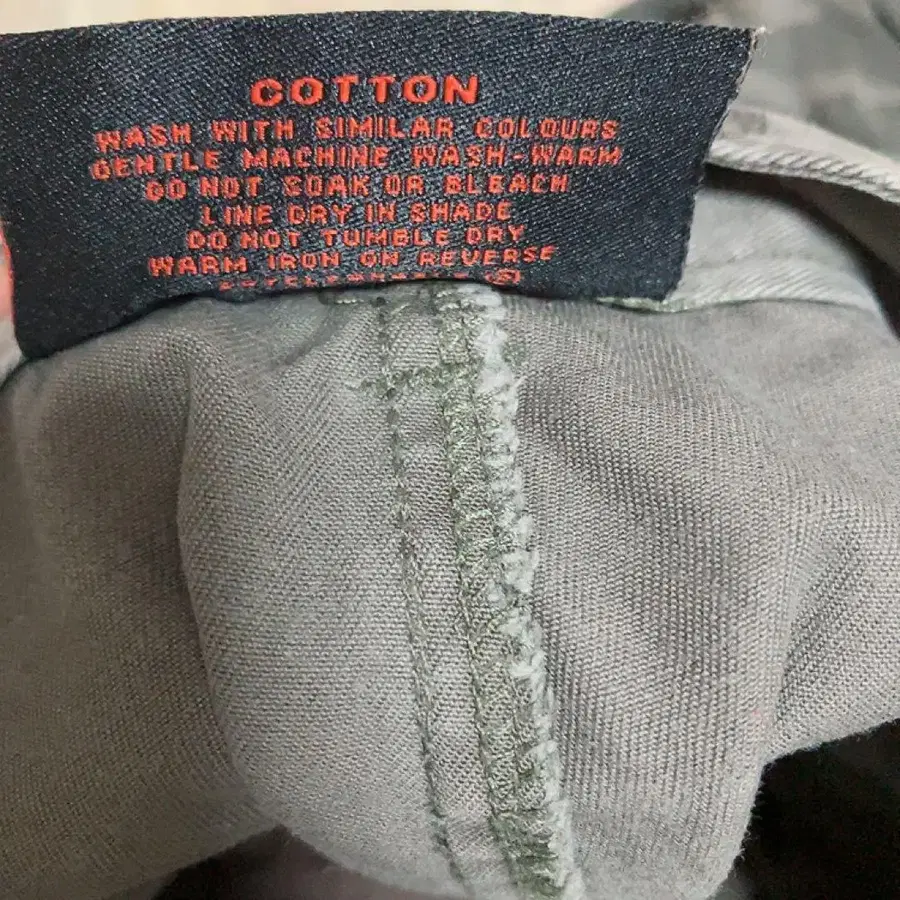 COTTON
WASH WITH SIMILAR COLOURS
GENTLE MACHINE WASH-WARM
DO NOT SOAK OR BLEACH
LINE DRY IN SHADE
DO NOT TUMBLE DRY
WARM IRON ON REVERSE